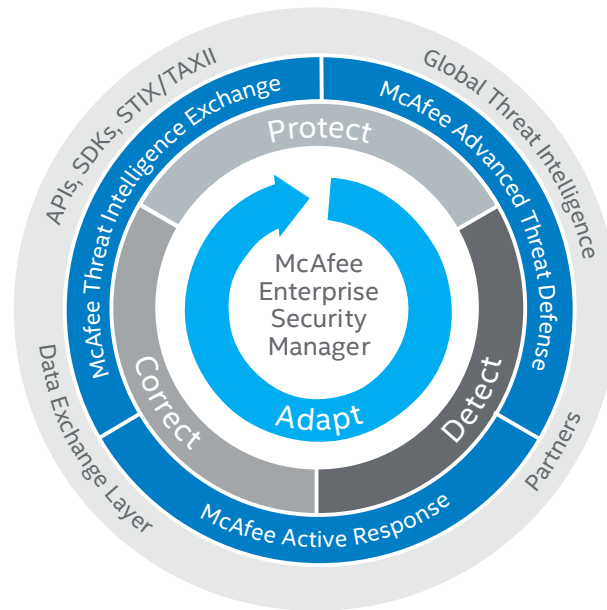 APIs, SDKs, STIX/TAXII
Global Threat Intelligence
McAfee Threat Intelligence Exchange
McAfee Advanced Threat Defense
Protect
McAfee
Enterprise
Security
Manager
Adapt
Correct
Detect
Data Exchange Layer
Partners
McAfee Active Response